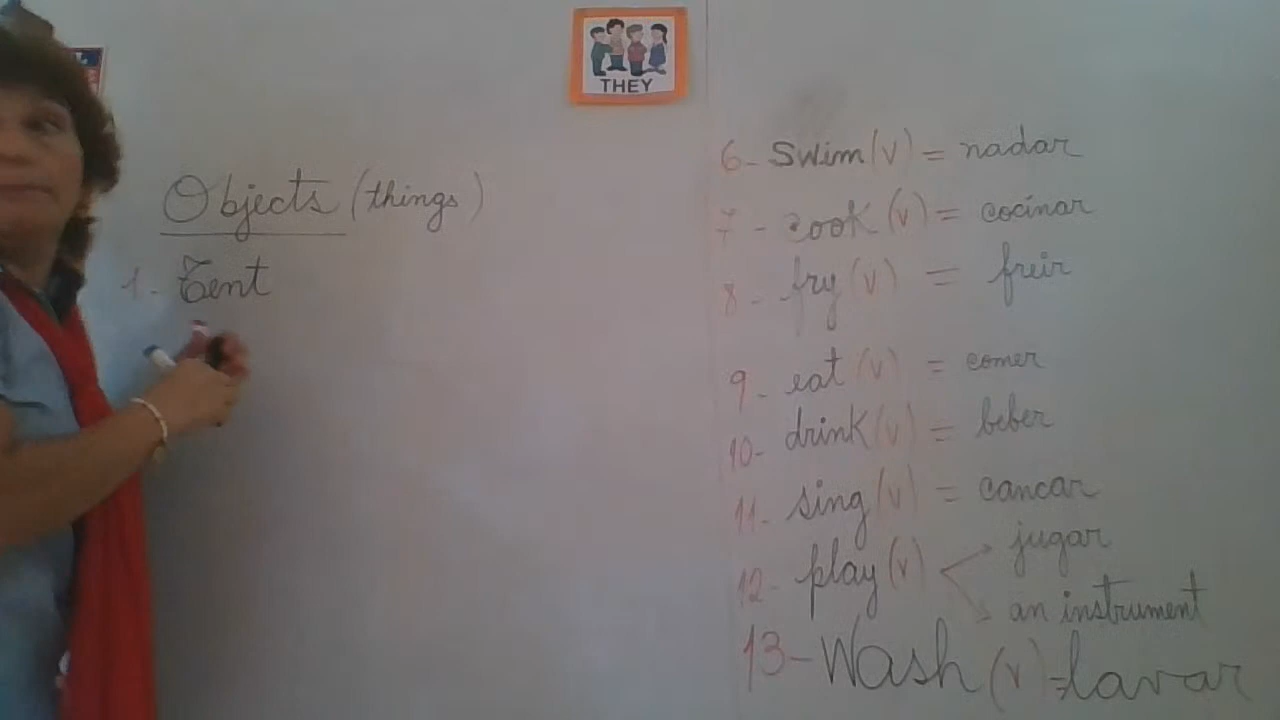 THEY
Objects (things)
1. Tent
6- Swim (v) = nadar
7- cook (v) = cocinar
8- fry (v) = freir
9- eat (v) = comer
10- drink (v) = beber
11- sing (v) = cancar
12- play (v) jugar
an instrument
13- Wash (v) = lavar